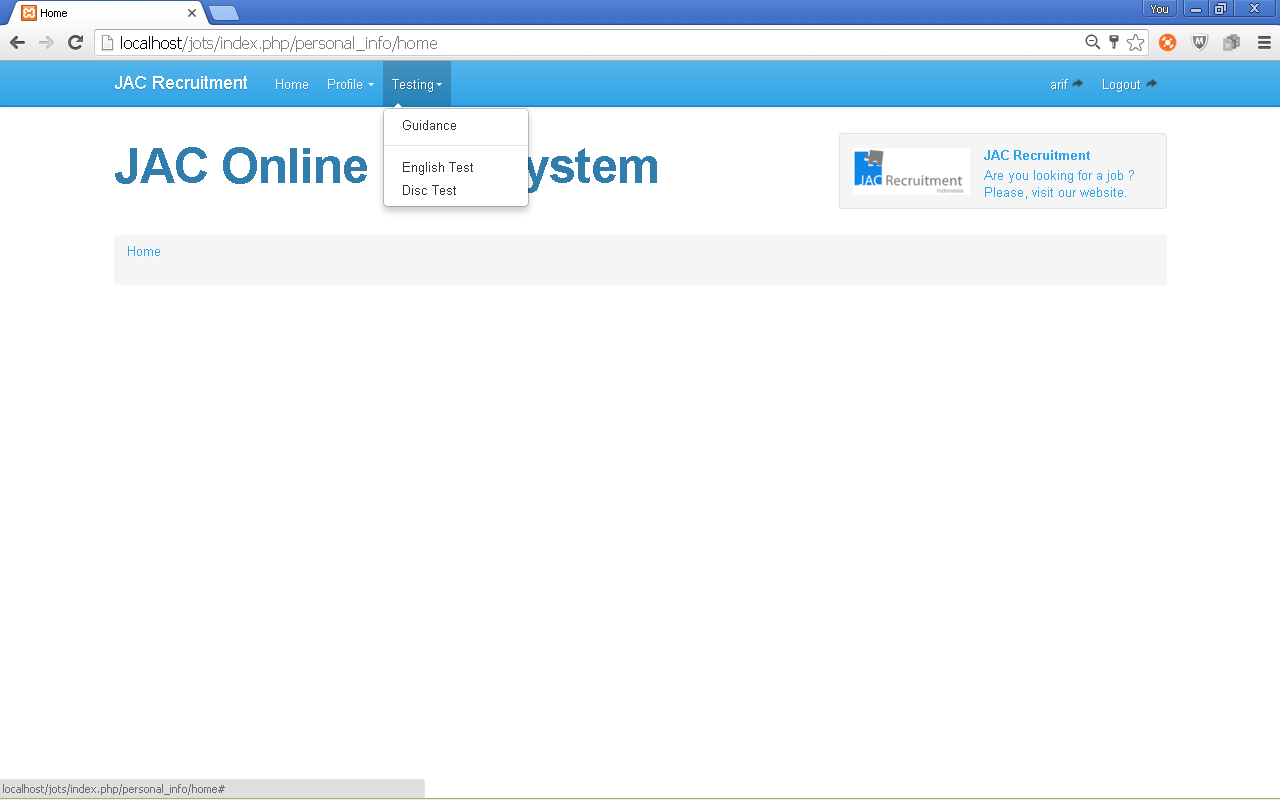 Home
You
localhost/jots/index.php/personal_info/home
JAC Recruitment Home Profile Testing arif Logout
Guidance
English Test
Disc Test
JAC Online ystem
JAC Recruitment
Indonesia
JAC Recruitment
Are you looking for a job ?
Please, visit our website.
Home
localhost/jots/index.php/personal_info/home#